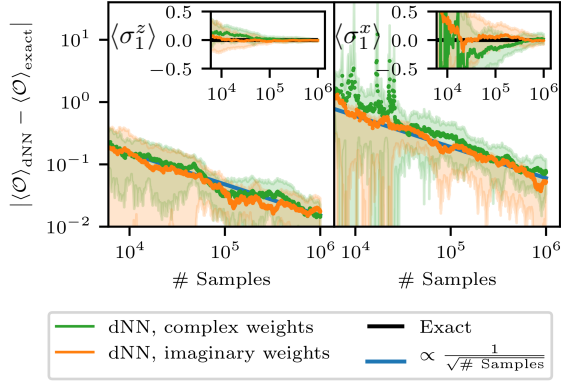 |⟨𝒪⟩dNN − ⟨𝒪⟩exact|
10¹
10⁰
10⁻¹
10⁻²
⟨σ₁ᶻ⟩
0.5
0.0
−0.5
10⁴ 10⁵ 10⁶
⟨σ₁ˣ⟩
0.5
0.0
−0.5
10⁴ 10⁵ 10⁶
10⁴ 10⁵ 10⁶
10⁴ 10⁵ 10⁶
# Samples
# Samples
dNN, complex weights
dNN, imaginary weights
Exact
∝ 1/√# Samples